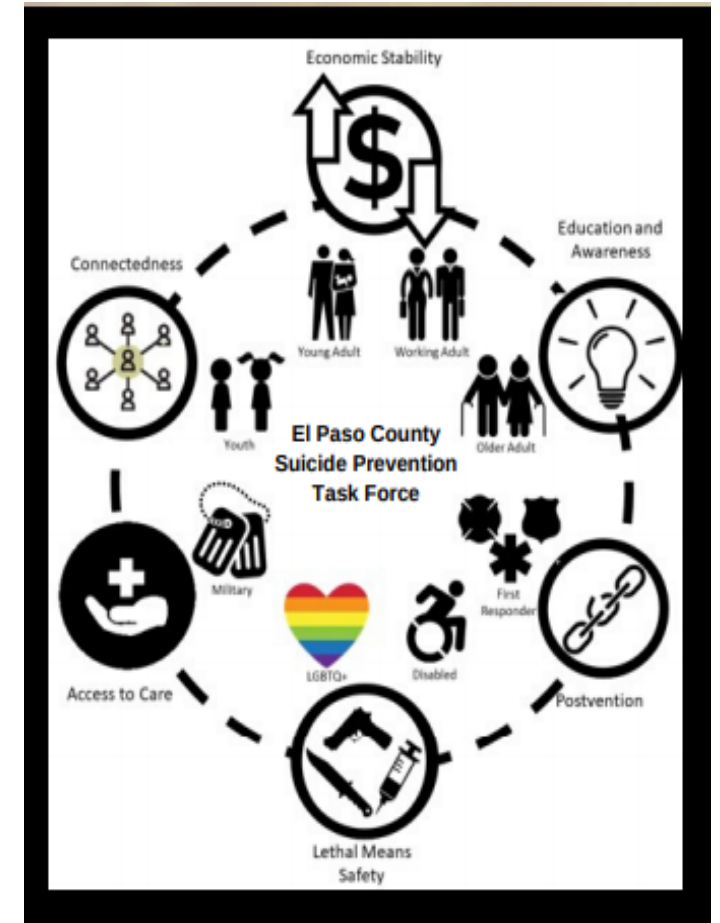 Economic Stability
Education and
Awareness
Connectedness
Young Adult
Working Adult
Youth
Older Adult
El Paso County
Suicide Prevention
Task Force
Military
First
Responder
LGBTQ+
Disabled
Access to Care
Postvention
Lethal Means
Safety